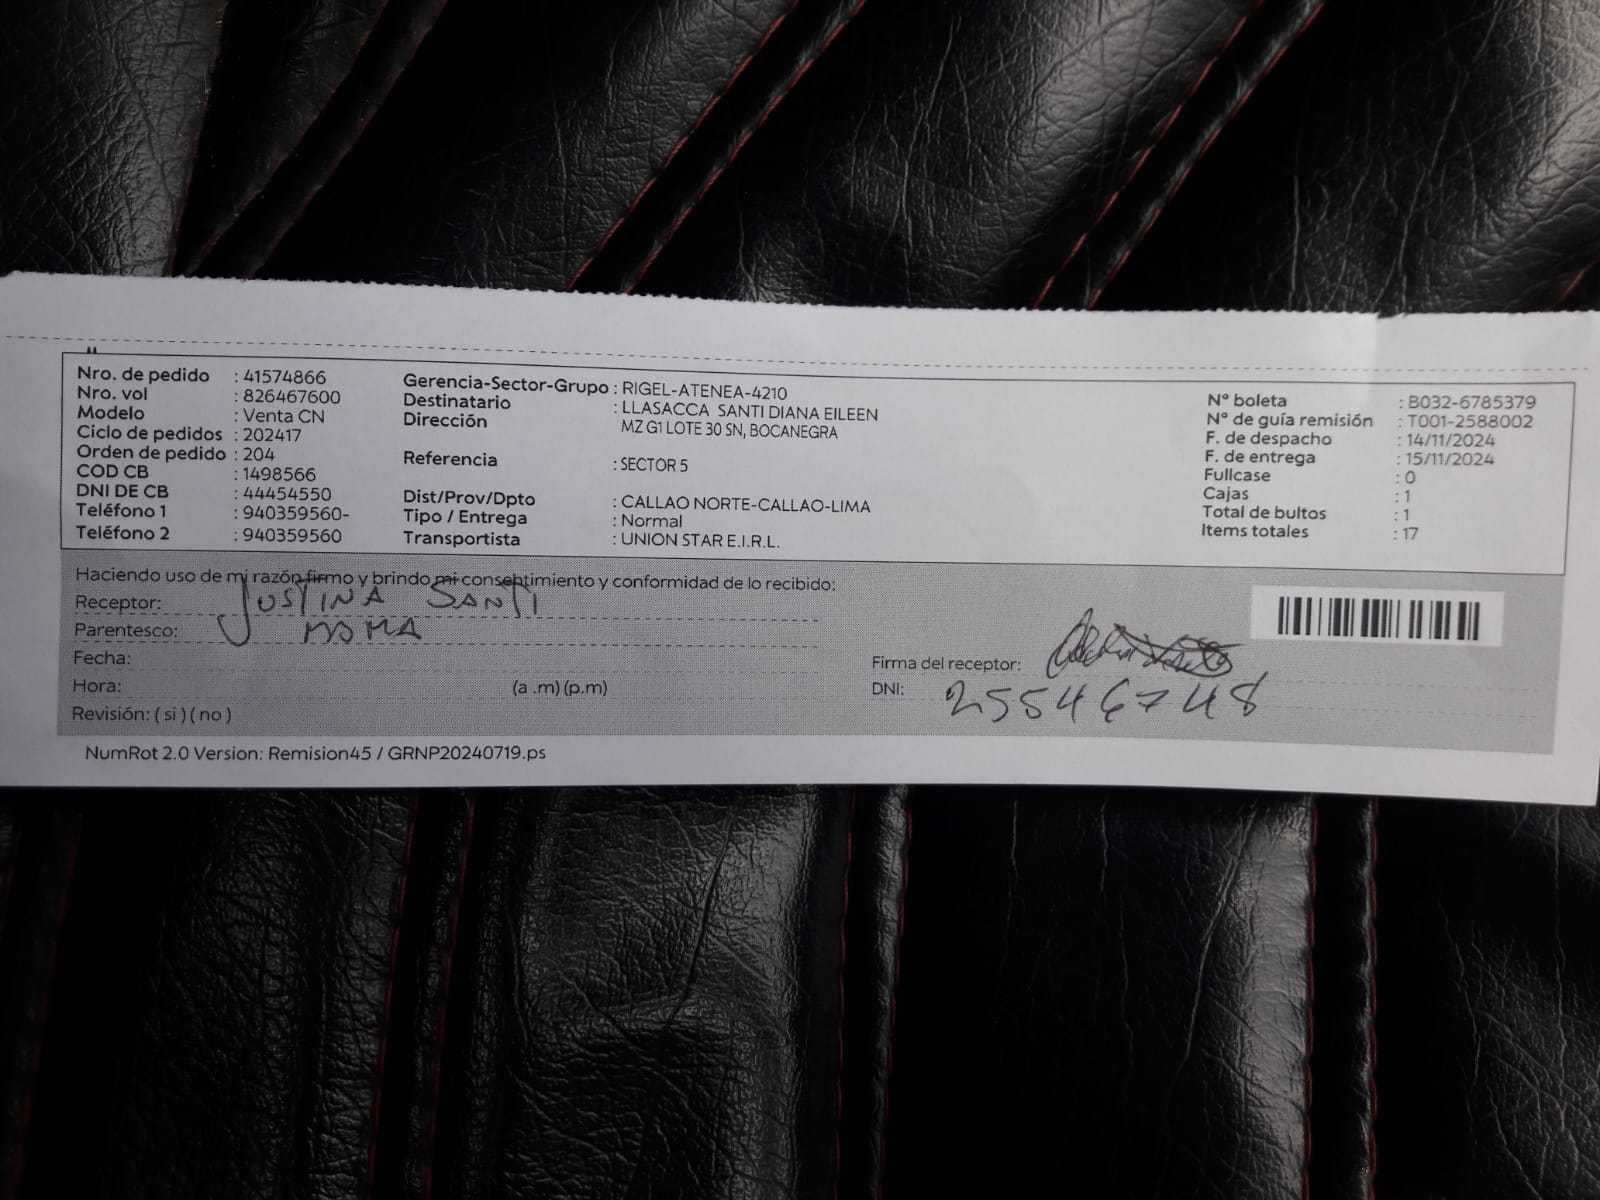 Nro. de pedido : 41574866
Nro. vol : 826467600
Modelo : Venta CN
Ciclo de pedidos : 202417
Orden de pedido : 204
COD CB : 1498566
DNI DE CB : 44454550
Teléfono 1 : 940359560-
Teléfono 2 : 940359560
Gerencia-Sector-Grupo : RIGEL-ATENEA-4210
Destinatario : LLASACCA SANTI DIANA EILEEN
Dirección MZ G1 LOTE 30 SN, BOCANEGRA
Referencia : SECTOR 5
Dist/Prov/Dpto : CALLAO NORTE-CALLAO-LIMA
Tipo / Entrega : Normal
Transportista : UNION STAR E.I.R.L.
N° boleta : B032-6785379
N° de guía remisión : T001-2588002
F. de despacho : 14/11/2024
F. de entrega : 15/11/2024
Fullcase : 0
Cajas : 1
Total de bultos : 1
Items totales : 17
Haciendo uso de mi razón firmo y brindo mi consentimiento y conformidad de lo recibido:
Receptor: JUSTINA SANTI
Parentesco: MAMA
Fecha:
Hora: (a .m) (p.m)
Revisión: ( si ) ( no )
Firma del receptor:
DNI: 25546748
NumRot 2.0 Version: Remision45 / GRNP20240719.ps